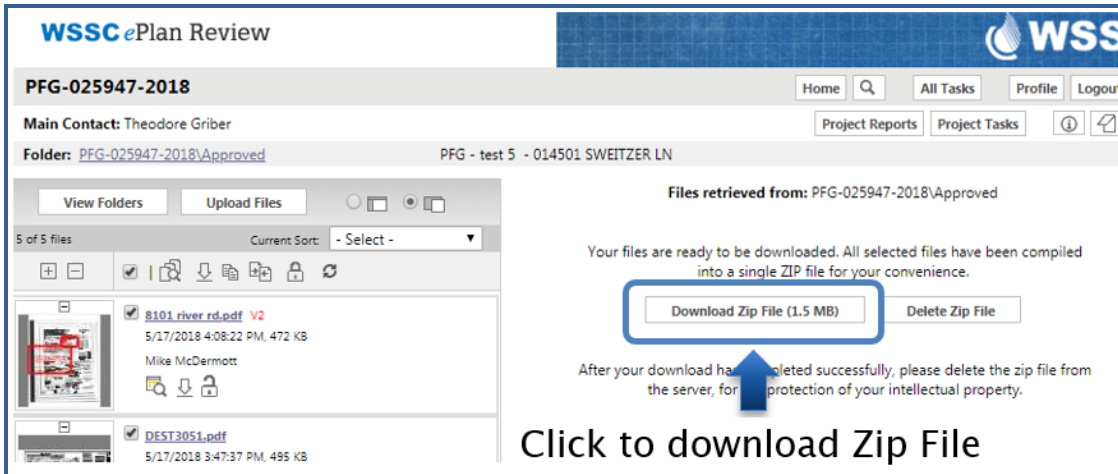 WSSC ePlan Review
WSS
PFG-025947-2018
Home
All Tasks
Profile
Logout
Main Contact: Theodore Griber
Project Reports
Project Tasks
Folder: PFG-025947-2018\Approved
PFG - test 5 - 014501 SWEITZER LN
View Folders
Upload Files
5 of 5 files
Current Sort:
- Select -
8101 river rd.pdf V2
5/17/2018 4:08:22 PM, 472 KB
Mike McDermott
DEST3051.pdf
5/17/2018 3:47:37 PM, 495 KB
Files retrieved from: PFG-025947-2018\Approved
Your files are ready to be downloaded. All selected files have been compiled
into a single ZIP file for your convenience.
Download Zip File (1.5 MB)
Delete Zip File
After your download ha pleted successfully, please delete the zip file from
the server, for protection of your intellectual property.
Click to download Zip File